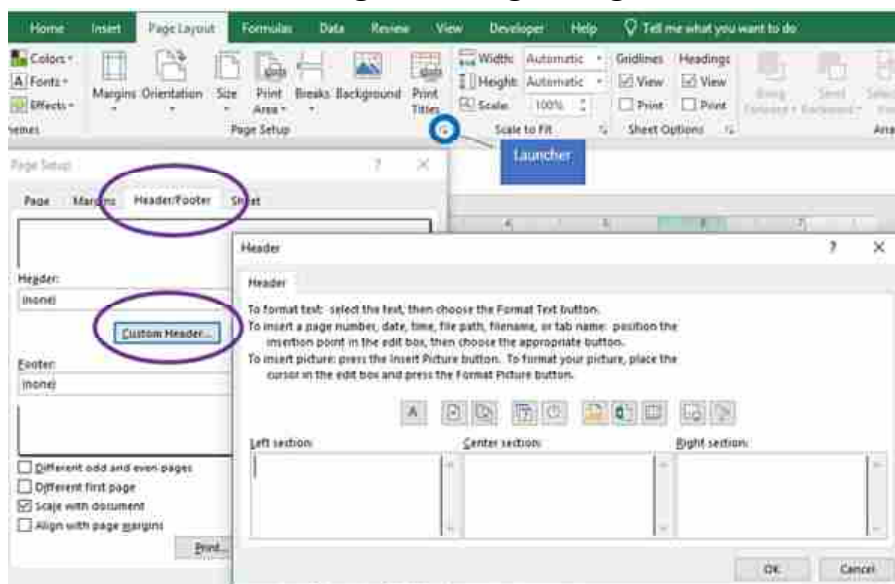 Home Insert Page Layout Formulas Data Review View Developer Help Tell me what you want to do
Colors Width: Automatic Gridlines Headings
Fonts Margins Orientation Size Print Breaks Background Print Height: Automatic View View
Effects Area Titles Scale: 100% Print Print
Page Setup Scale to Fit Sheet Options
Launcher
Page Setup ? ×
Page Margins Header/Footer Sheet
Header:
(none)
Custom Header...
Footer:
(none)
Different odd and even pages
Different first page
Scale with document
Align with page margins
Print...
Header ? ×
Header
To format text: select the text, then choose the Format Text button.
To insert a page number, date, time, file path, filename, or tab name: position the
insertion point in the edit box, then choose the appropriate button.
To insert picture: press the Insert Picture button. To format your picture, place the
cursor in the edit box and press the Format Picture button.
A
Left section: Center section: Right section:
OK Cancel